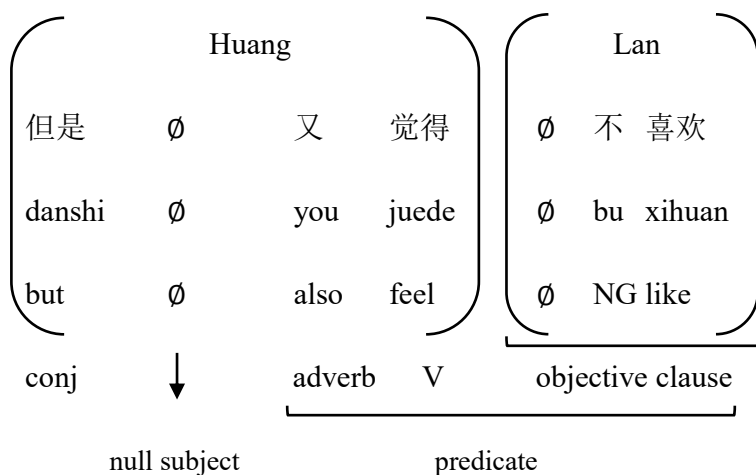 Huang Lan
但是 ∅ 又 觉得 ∅ 不 喜欢
danshi ∅ you juede ∅ bu xihuan
but ∅ also feel ∅ NG like
conj adverb V objective clause
null subject predicate